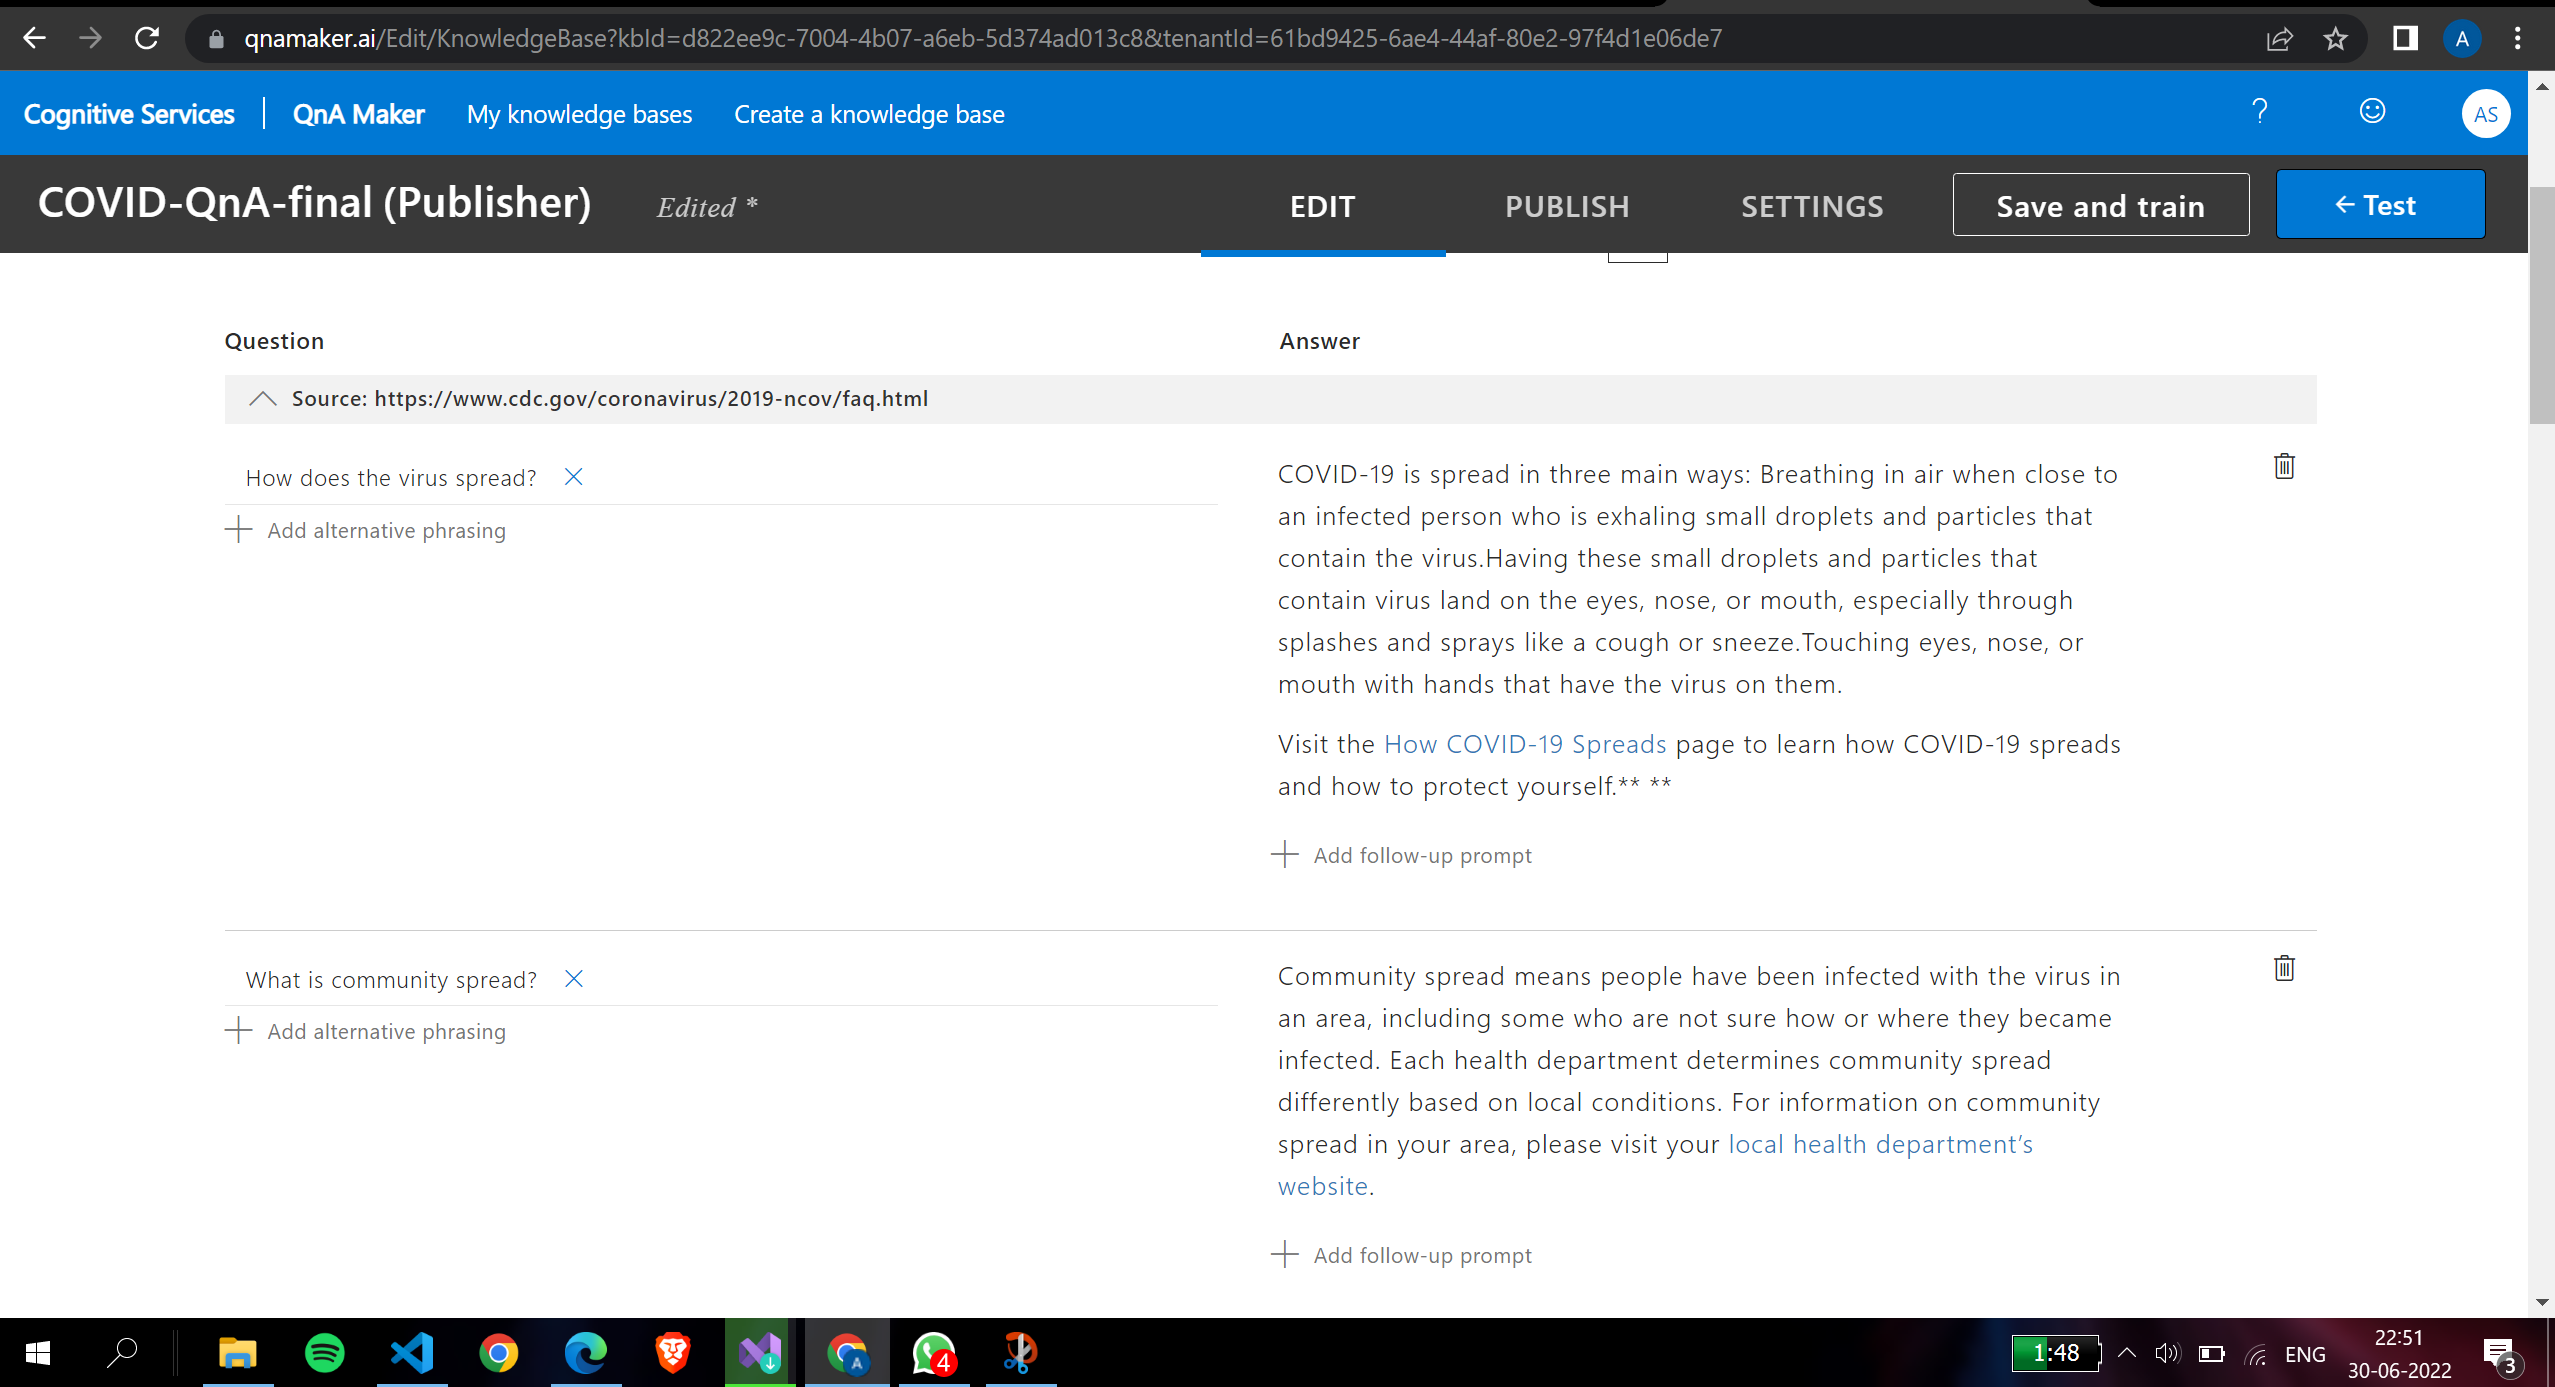 qnamaker.ai/Edit/KnowledgeBase?kbId=d822ee9c-7004-4b07-a6eb-5d374ad013c8&tenantId=61bd9425-6ae4-44af-80e2-97f4d1e06de7
A
Cognitive Services
QnA Maker
My knowledge bases
Create a knowledge base
?
AS
COVID-QnA-final (Publisher)
Edited *
EDIT
PUBLISH
SETTINGS
Save and train
← Test
Question
Answer
Source: https://www.cdc.gov/coronavirus/2019-ncov/faq.html
How does the virus spread?
Add alternative phrasing
COVID-19 is spread in three main ways: Breathing in air when close to
an infected person who is exhaling small droplets and particles that
contain the virus.Having these small droplets and particles that
contain virus land on the eyes, nose, or mouth, especially through
splashes and sprays like a cough or sneeze.Touching eyes, nose, or
mouth with hands that have the virus on them.
Visit the How COVID-19 Spreads page to learn how COVID-19 spreads
and how to protect yourself.** **
Add follow-up prompt
What is community spread?
Add alternative phrasing
Community spread means people have been infected with the virus in
an area, including some who are not sure how or where they became
infected. Each health department determines community spread
differently based on local conditions. For information on community
spread in your area, please visit your local health department’s
website.
Add follow-up prompt
A
4
1:48
ENG
22:51
30-06-2022
3